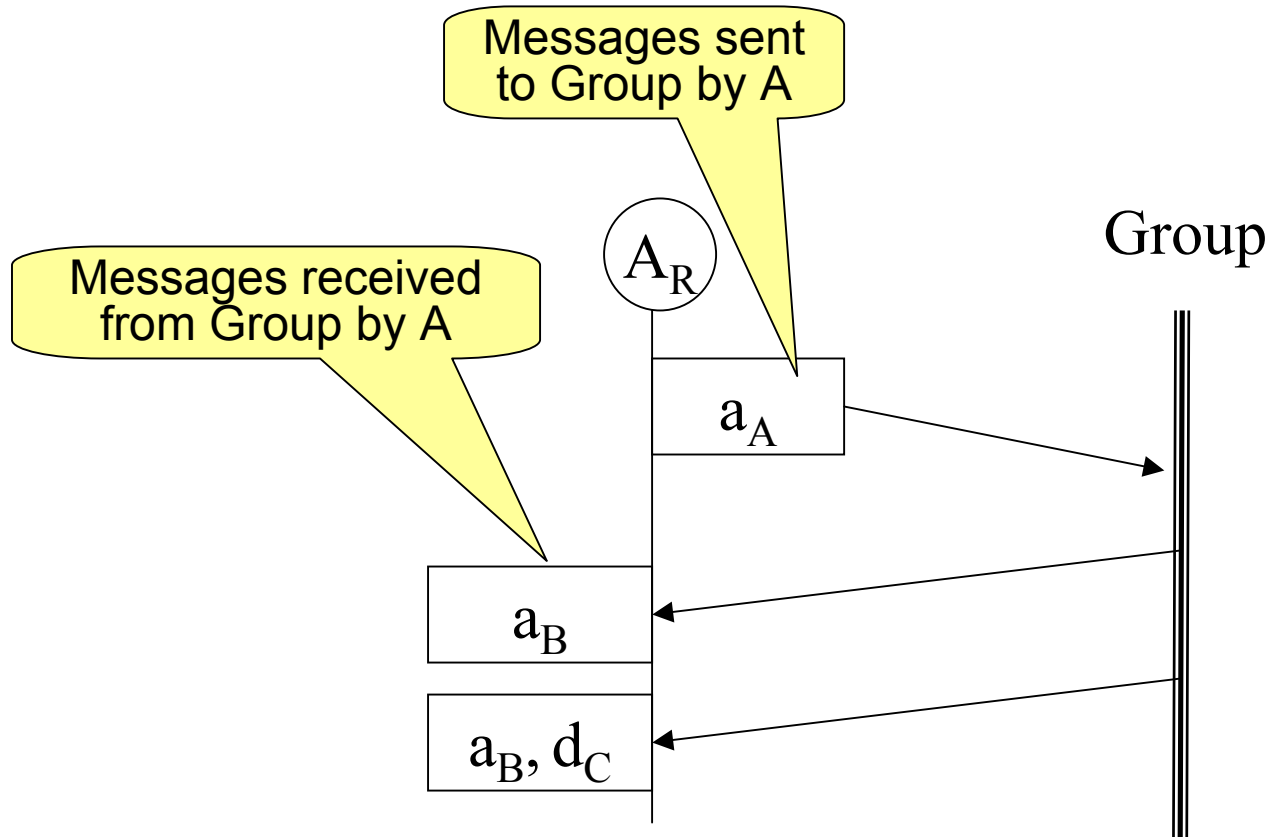 Messages sent
to Group by A
A_R
Group
Messages received
from Group by A
a_A
a_B
a_B, d_C